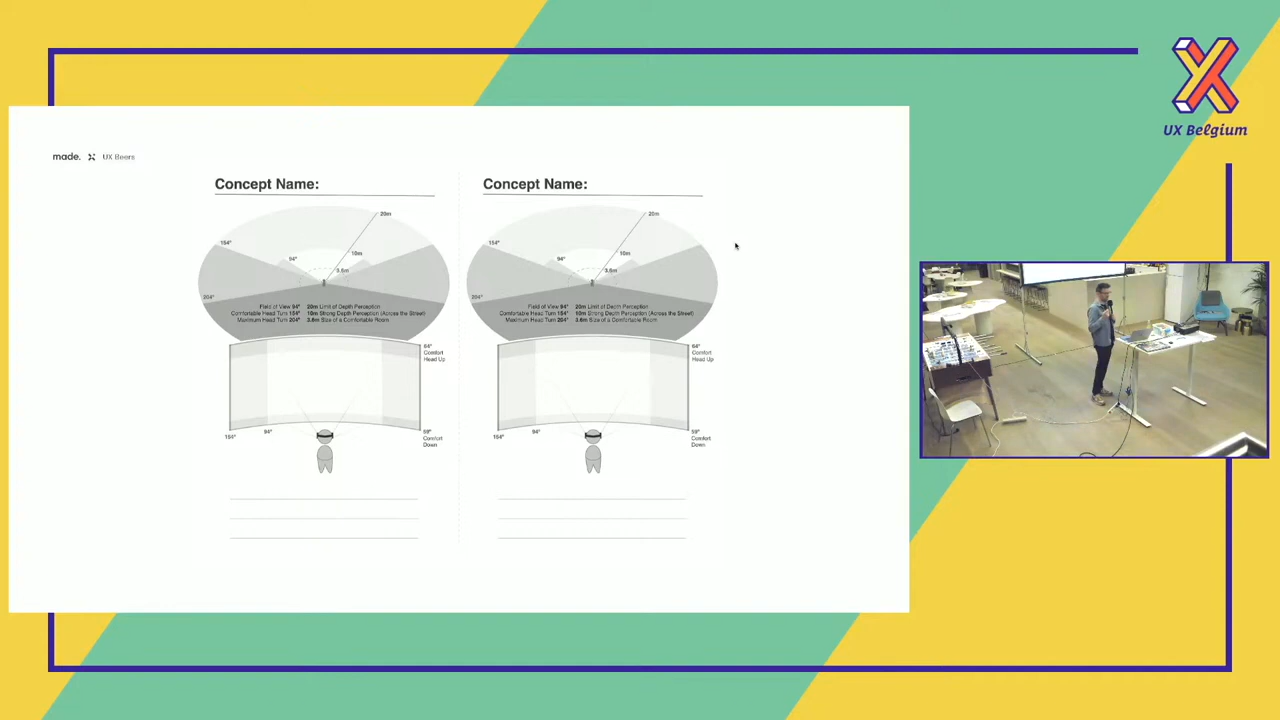 UX Belgium
made. UX Beers
Concept Name:
20m
154°
10m
94°
3.6m
204°
Field of View 94° 20m Limit of Depth Perception
Comfortable Head Turn 154° 10m Strong Depth Perception (Across the Street)
Maximum Head Turn 204° 3.6m Size of a Comfortable Room
64°
Comfort
Head Up
154°
94°
59°
Comfort
Down
Concept Name:
20m
154°
10m
94°
3.6m
204°
Field of View 94° 20m Limit of Depth Perception
Comfortable Head Turn 154° 10m Strong Depth Perception (Across the Street)
Maximum Head Turn 204° 3.6m Size of a Comfortable Room
64°
Comfort
Head Up
154°
94°
59°
Comfort
Down